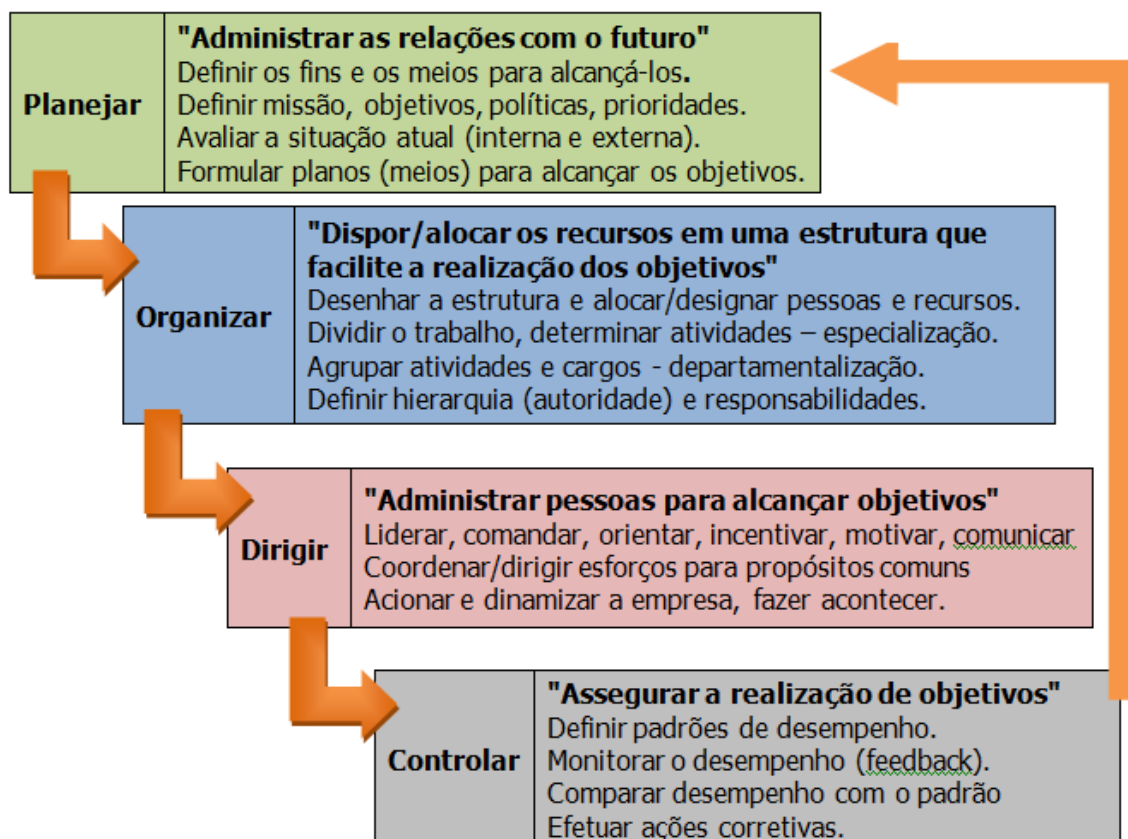 Planejar
"Administrar as relações com o futuro"
Definir os fins e os meios para alcançá-los.
Definir missão, objetivos, políticas, prioridades.
Avaliar a situação atual (interna e externa).
Formular planos (meios) para alcançar os objetivos.
Organizar
"Dispor/alocar os recursos em uma estrutura que
facilite a realização dos objetivos"
Desenhar a estrutura e alocar/designar pessoas e recursos.
Dividir o trabalho, determinar atividades – especialização.
Agrupar atividades e cargos - departamentalização.
Definir hierarquia (autoridade) e responsabilidades.
Dirigir
"Administrar pessoas para alcançar objetivos"
Liderar, comandar, orientar, incentivar, motivar, comunicar
Coordenar/dirigir esforços para propósitos comuns
Acionar e dinamizar a empresa, fazer acontecer.
Controlar
"Assegurar a realização de objetivos"
Definir padrões de desempenho.
Monitorar o desempenho (feedback).
Comparar desempenho com o padrão
Efetuar ações corretivas.